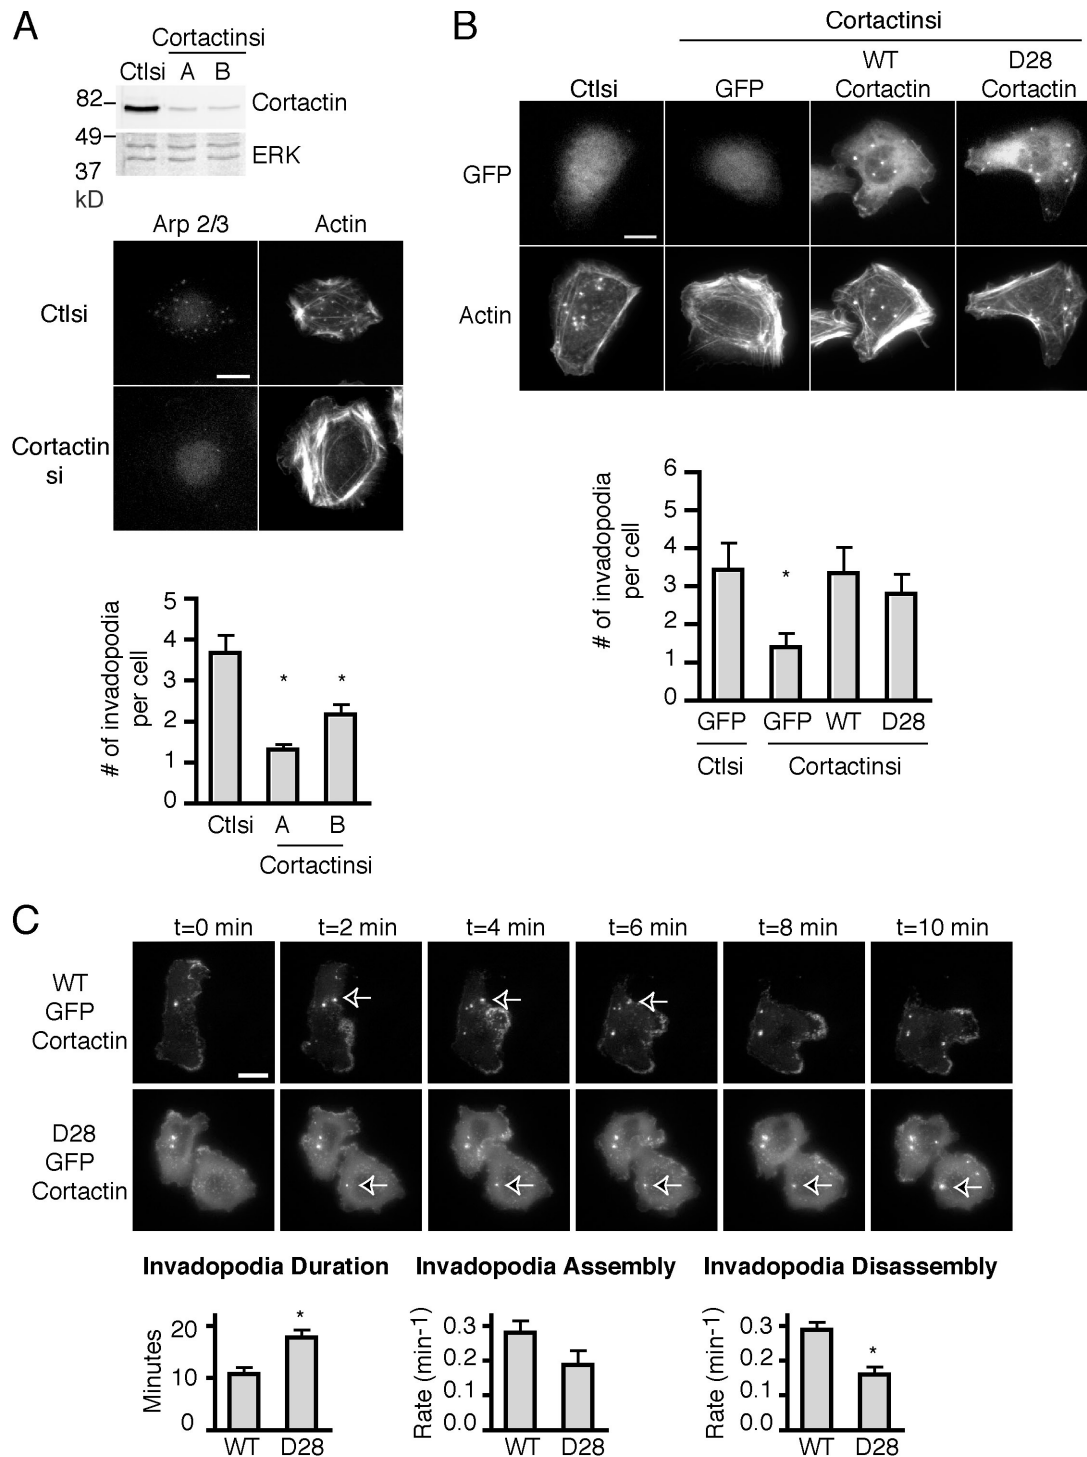 A
Cortactinsi
Ctlsi A B
82
Cortactin
49
ERK
37
kD
Arp 2/3 Actin
Ctlsi
Cortactin
si
# of invadopodia
per cell
5
4
3
2
1
0
* *
Ctlsi A B
Cortactinsi
B
Cortactinsi
Ctlsi GFP WT
Cortactin D28
Cortactin
GFP
Actin
# of invadopodia
per cell
6
5
4
3
2
1
0
*
GFP GFP WT D28
Ctlsi Cortactinsi
C
t=0 min t=2 min t=4 min t=6 min t=8 min t=10 min
WT
GFP
Cortactin
D28
GFP
Cortactin
Invadopodia Duration
Minutes
20
10
0
*
WT D28
Invadopodia Assembly
Rate (min-1)
0.3
0.2
0.1
0.0
WT D28
Invadopodia Disassembly
Rate (min-1)
0.3
0.2
0.1
0.0
*
WT D28